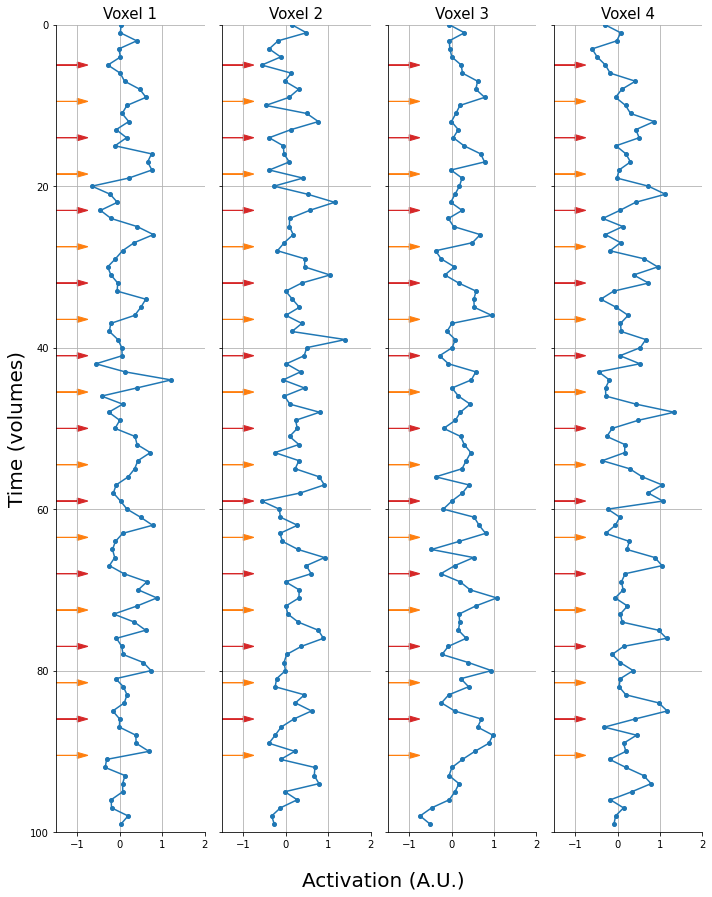 Voxel 1 Voxel 2 Voxel 3 Voxel 4
0
20
40
60
80
100
Time (volumes)
−1 0 1 2 −1 0 1 2 −1 0 1 2 −1 0 1 2
Activation (A.U.)